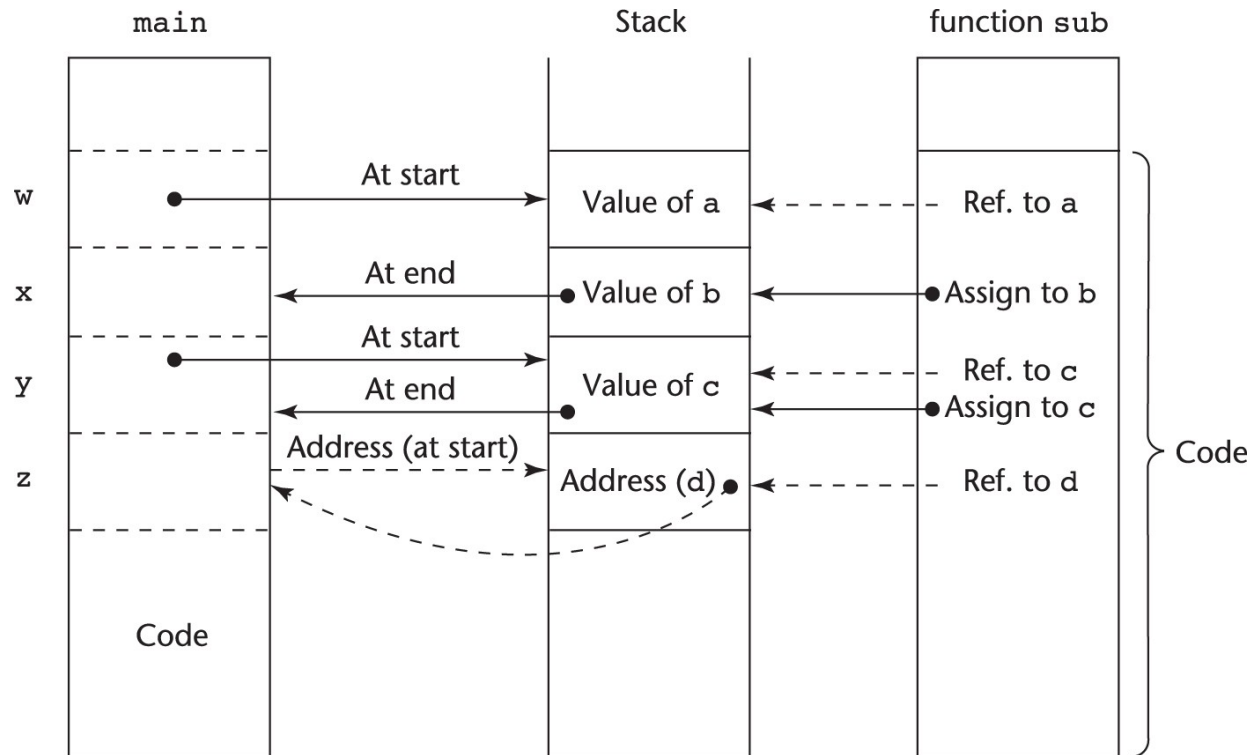 main Stack function sub
w At start Value of a Ref. to a
x At end Value of b Assign to b
At start Ref. to c
y Value of c
At end Assign to c
Address (at start)
z Address (d) Ref. to d
Code
Code